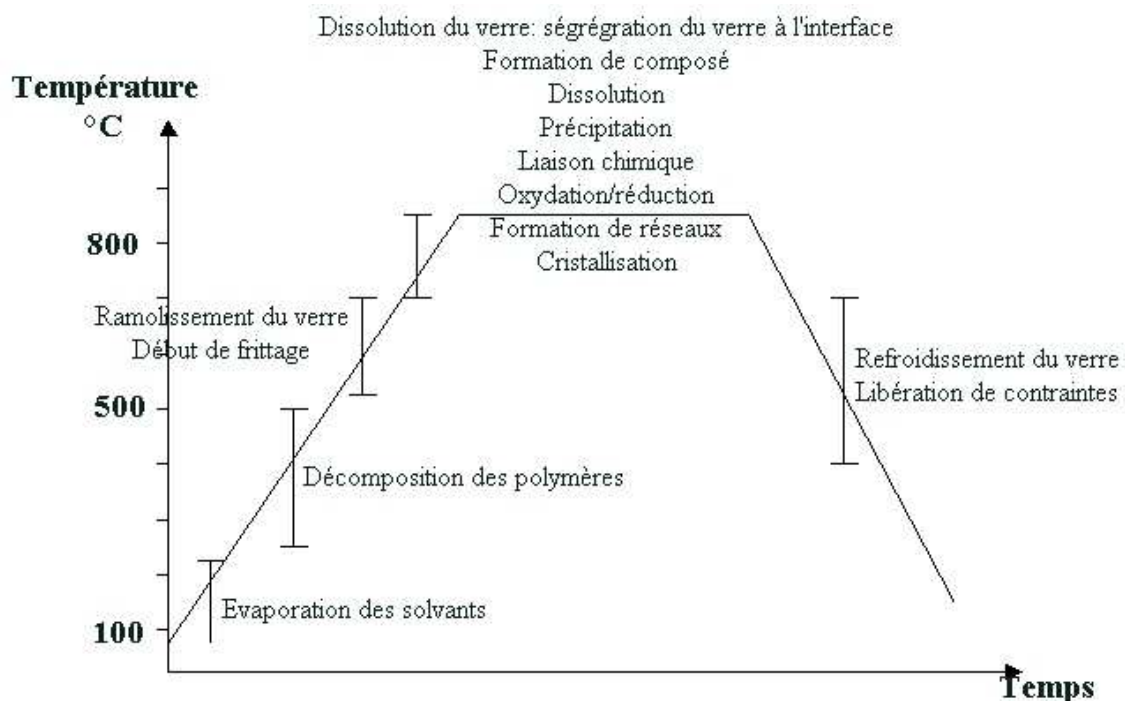 Dissolution du verre: ségrégration du verre à l'interface
Formation de composé
Dissolution
Précipitation
Liaison chimique
Oxydation/réduction
Formation de réseaux
Cristallisation
Température
°C
800
Ramolissement du verre
Début de frittage
500
Décomposition des polymères
Refroidissement du verre
Libération de contraintes
Evaporation des solvants
100
Temps